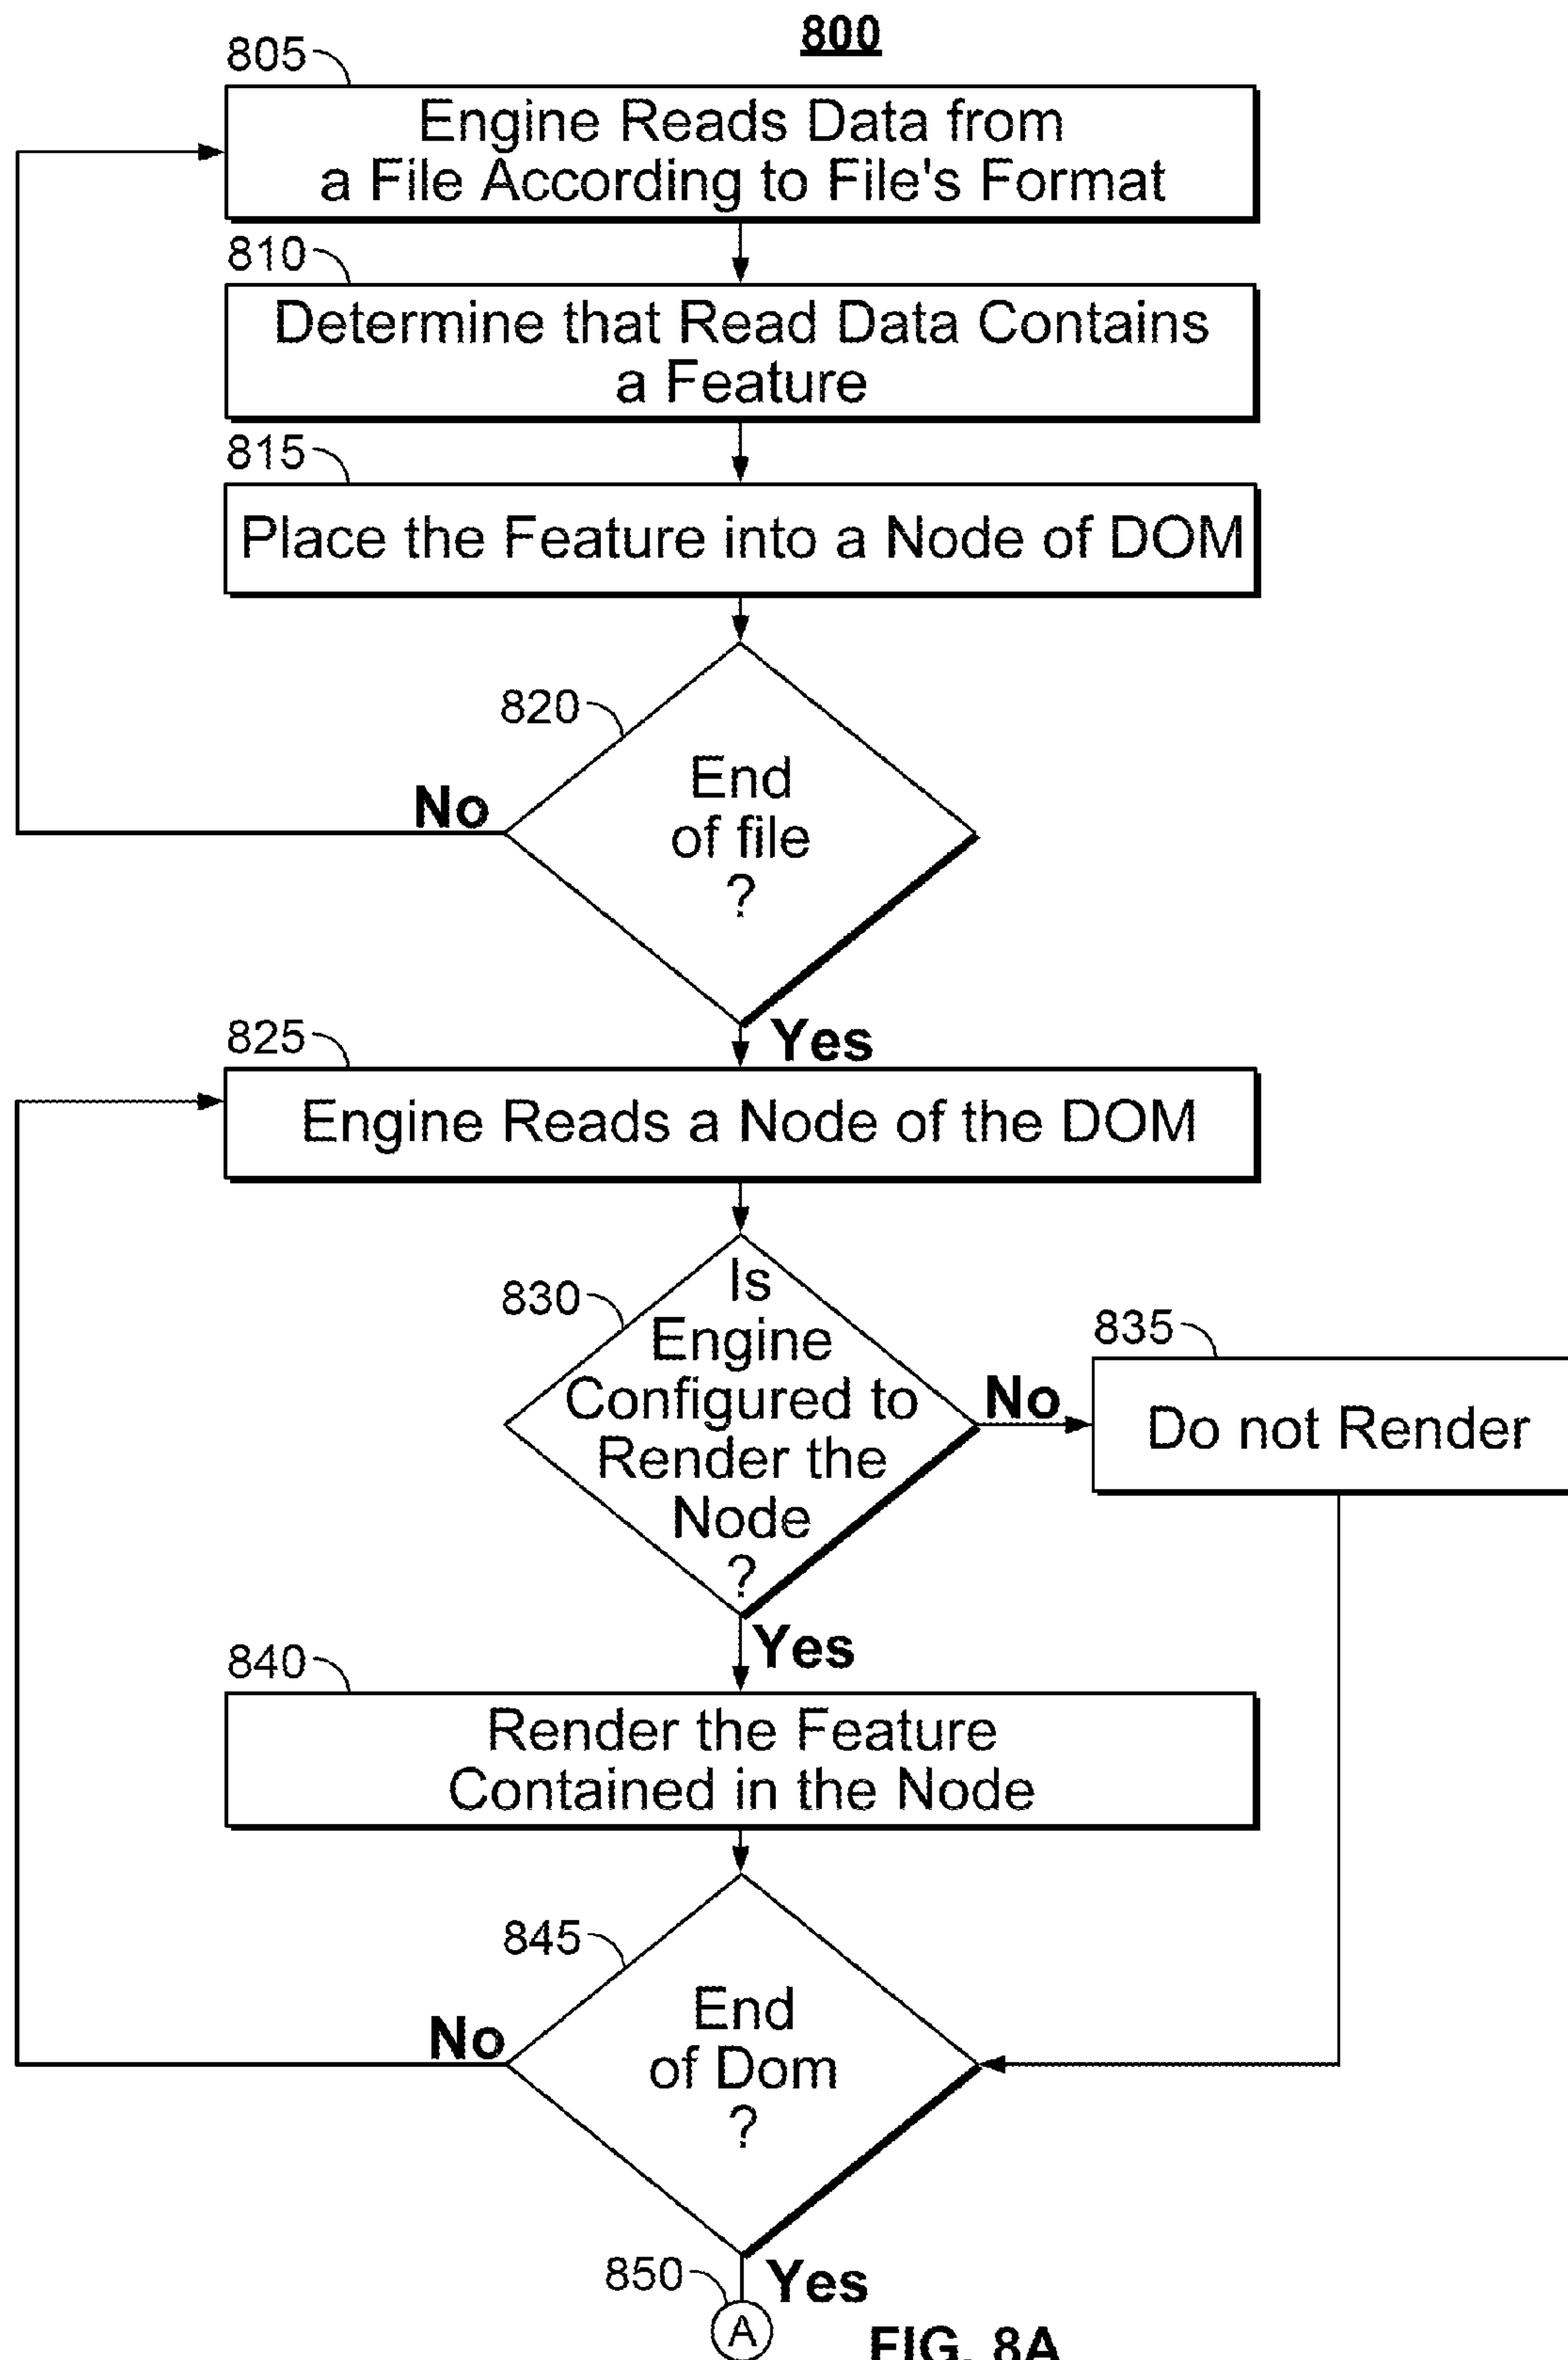 800
805
Engine Reads Data from
a File According to File's Format
810
Determine that Read Data Contains
a Feature
815
Place the Feature into a Node of DOM
820
End
of file
?
No
Yes
825
Engine Reads a Node of the DOM
830
Is
Engine
Configured to
Render the
Node
?
No
835
Do not Render
Yes
840
Render the Feature
Contained in the Node
845
End
of Dom
?
No
Yes
850
A
FIG. 8A